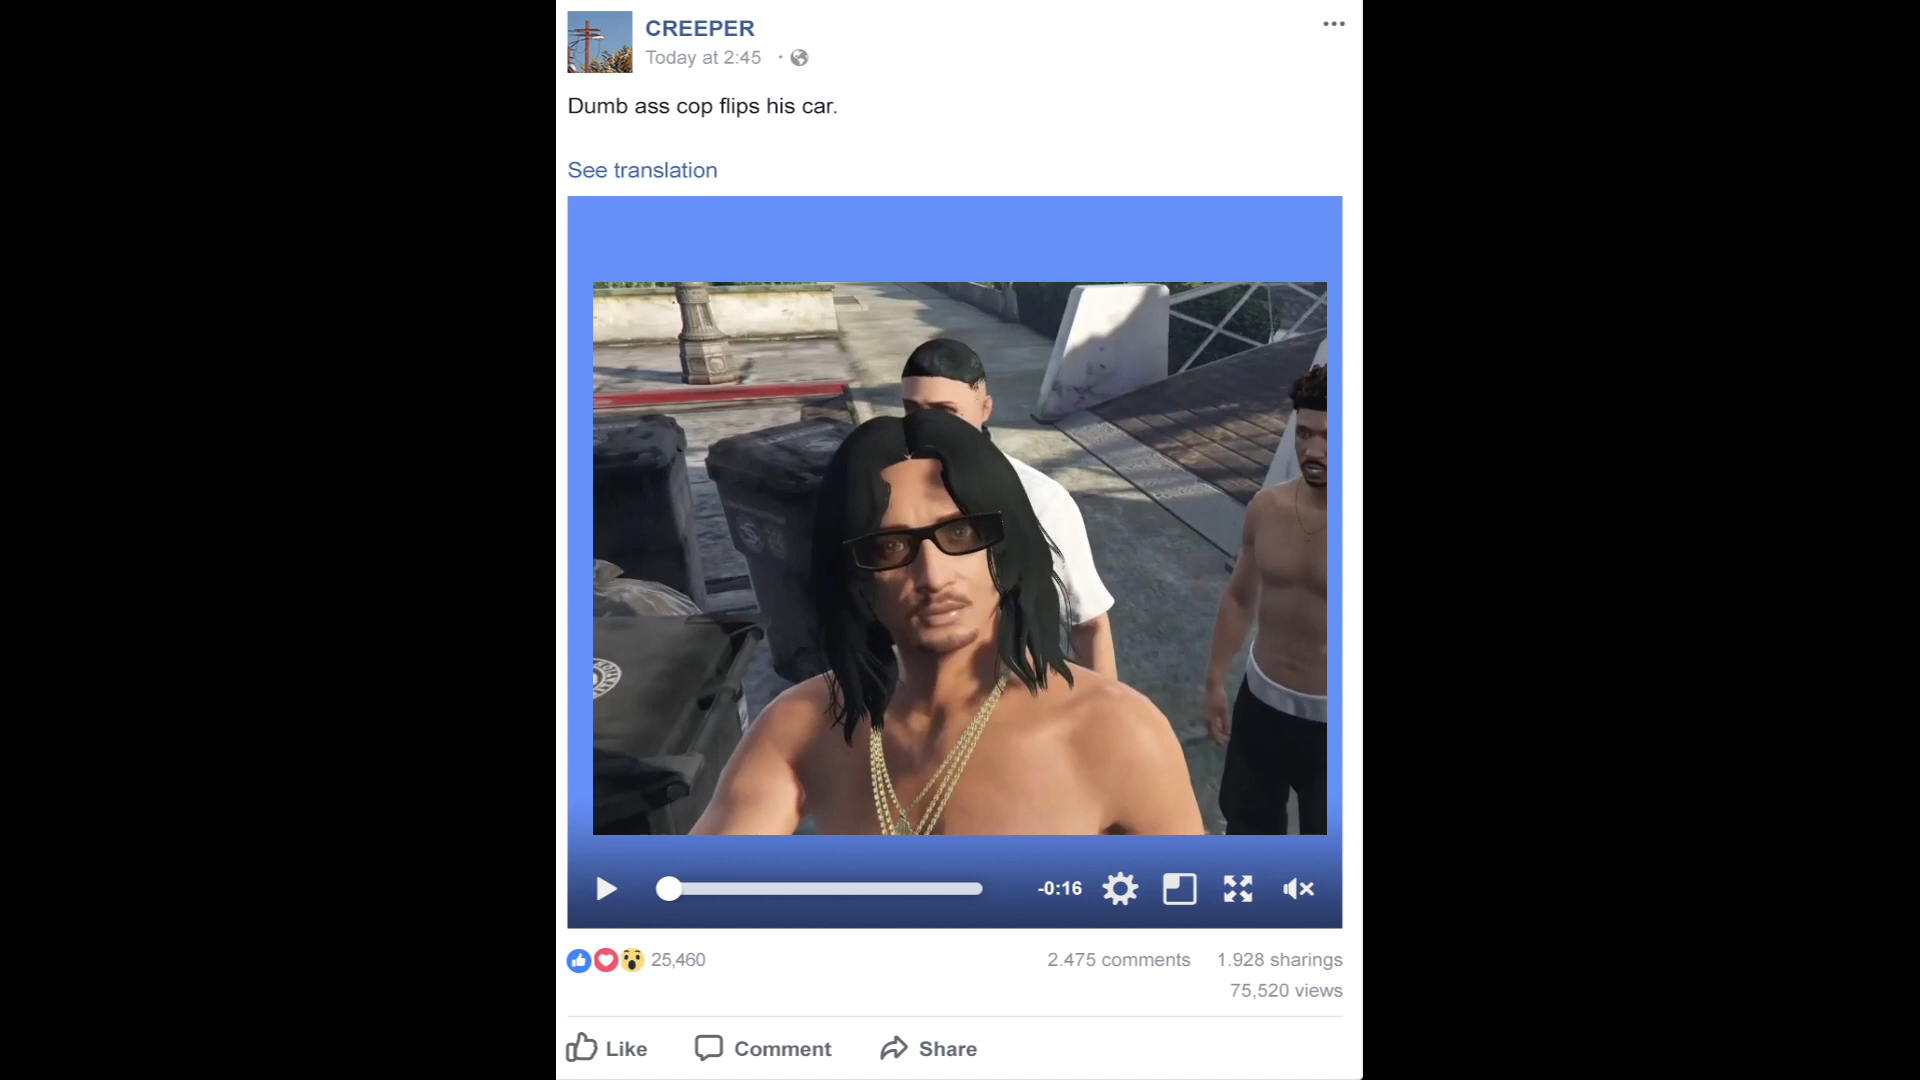 CREEPER
Today at 2:45 ·
Dumb ass cop flips his car.
See translation
-0:16
25,460
2.475 comments 1.928 sharings
75,520 views
Like Comment Share